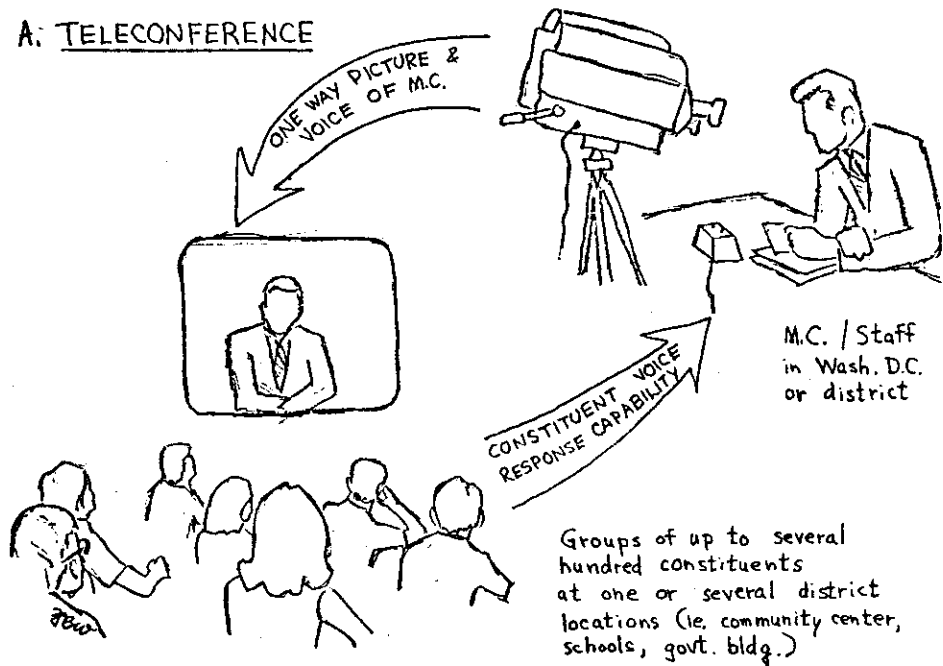 A: TELECONFERENCE
ONE WAY PICTURE &
VOICE OF M.C.
M.C. / Staff
in Wash. D.C.
or district
CONSTITUENT VOICE
RESPONSE CAPABILITY
Groups of up to several
hundred constituents
at one or several district
locations (ie. community center,
schools, govt. bldg.)